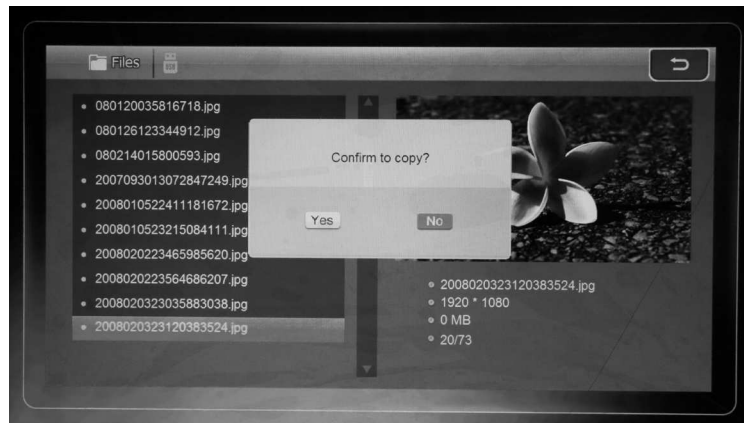 Files
080120035816718.jpg
080126123344912.jpg
080214015800593.jpg
2007093013072847249.jpg
2008010522411181672.jpg
2008010523215084111.jpg
2008020223465985620.jpg
2008020223564686207.jpg
2008020323035883038.jpg
2008020323120383524.jpg
Confirm to copy?
Yes No
2008020323120383524.jpg
1920 * 1080
0 MB
20/73